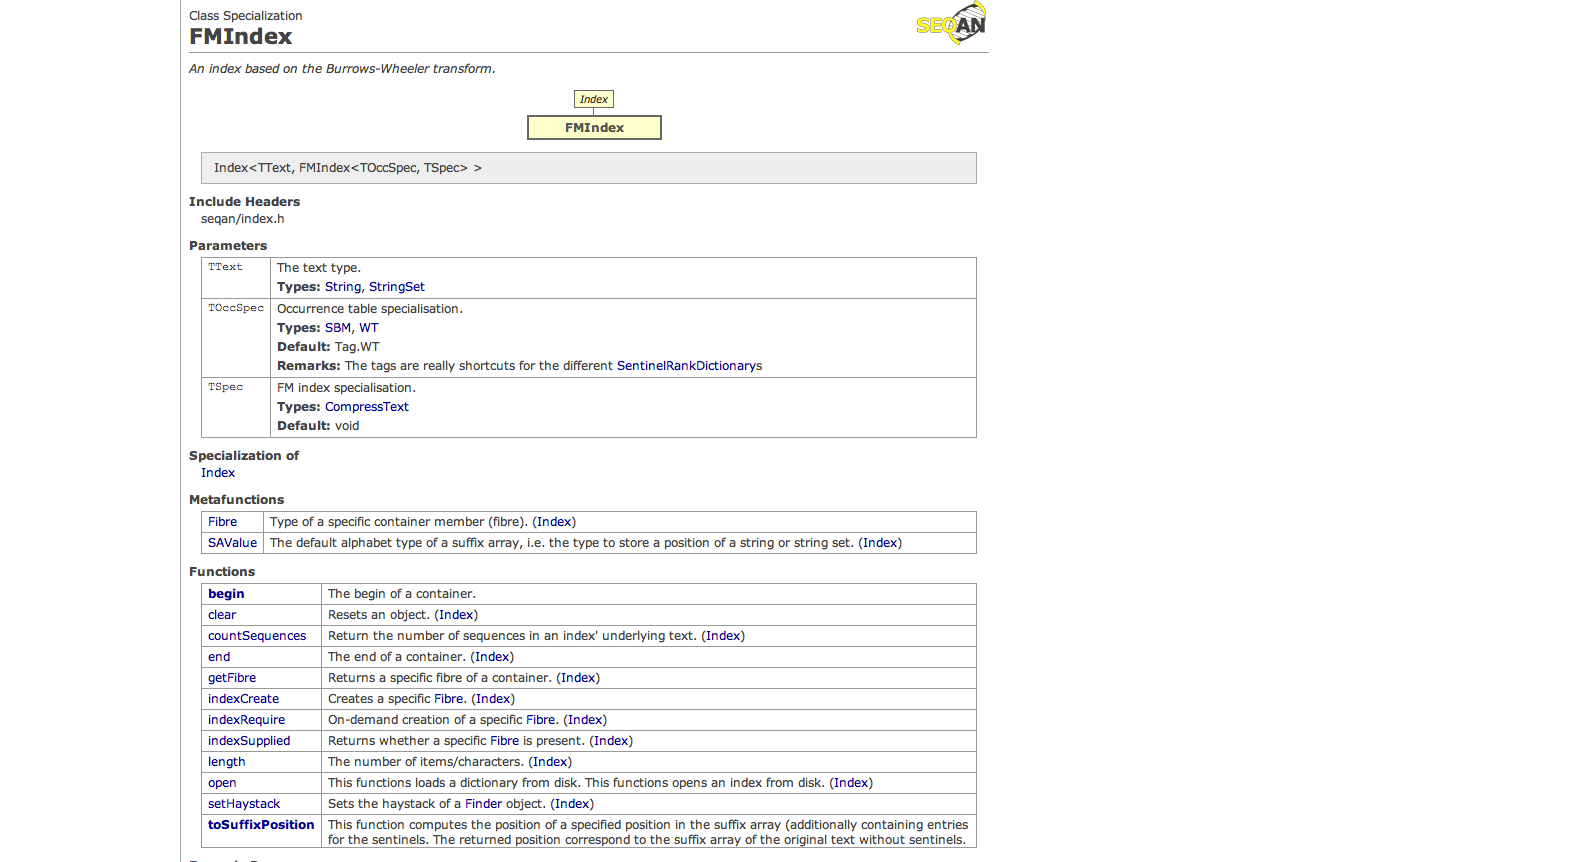 Class Specialization
FMIndex
SEQAN
An index based on the Burrows-Wheeler transform.
Index
FMIndex
Index<TText, FMIndex<TOccSpec, TSpec> >
Include Headers
seqan/index.h
Parameters
TText The text type.
Types: String, StringSet
TOccSpec Occurrence table specialisation.
Types: SBM, WT
Default: Tag.WT
Remarks: The tags are really shortcuts for the different SentinelRankDictionarys
TSpec FM index specialisation.
Types: CompressText
Default: void
Specialization of
Index
Metafunctions
Fibre Type of a specific container member (fibre). (Index)
SAValue The default alphabet type of a suffix array, i.e. the type to store a position of a string or string set. (Index)
Functions
begin The begin of a container.
clear Resets an object. (Index)
countSequences Return the number of sequences in an index' underlying text. (Index)
end The end of a container. (Index)
getFibre Returns a specific fibre of a container. (Index)
indexCreate Creates a specific Fibre. (Index)
indexRequire On-demand creation of a specific Fibre. (Index)
indexSupplied Returns whether a specific Fibre is present. (Index)
length The number of items/characters. (Index)
open This functions loads a dictionary from disk. This functions opens an index from disk. (Index)
setHaystack Sets the haystack of a Finder object. (Index)
toSuffixPosition This function computes the position of a specified position in the suffix array (additionally containing entries
for the sentinels. The returned position correspond to the suffix array of the original text without sentinels.